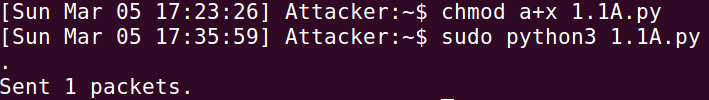 [Sun Mar 05 17:23:26] Attacker:~$ chmod a+x 1.1A.py
[Sun Mar 05 17:35:59] Attacker:~$ sudo python3 1.1A.py
.
Sent 1 packets.